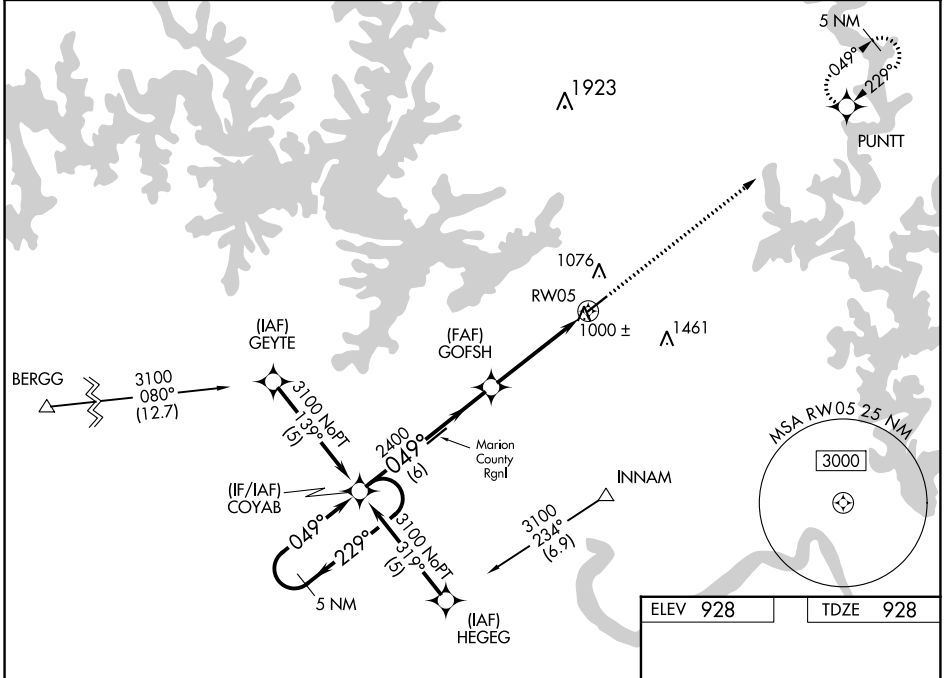 5 NM
049°
229°
PUNTT
1923
1076
RW05
1000 ±
1461
(IAF)
GEYTE
(FAF)
GOFSH
BERGG
3100
080°
(12.7)
3100 NoPT
139°
(5)
2400
049°
(6)
Marion
County
Rgnl
MSA RW05 25 NM
3000
(IF/IAF)
COYAB
INNAM
049°
229°
3100 NoPT
319°
(5)
3100
234°
(6.9)
5 NM
(IAF)
HEGEG
ELEV 928
TDZE 928